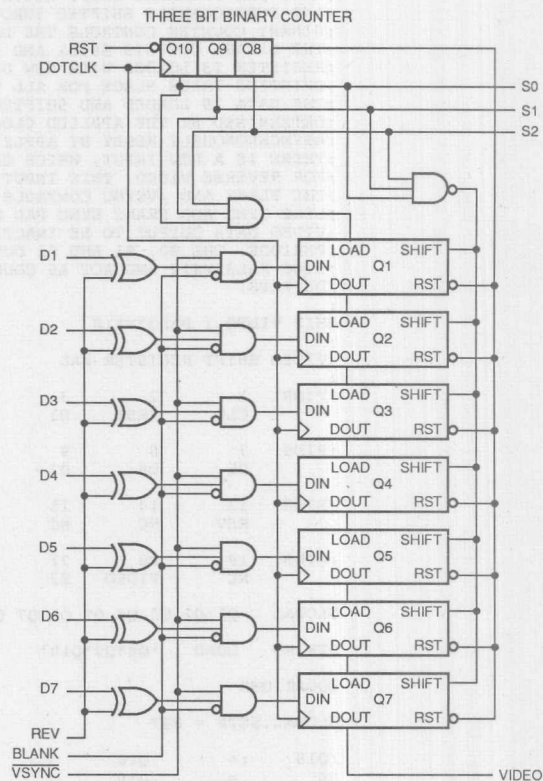 THREE BIT BINARY COUNTER
RST Q10 Q9 Q8
DOTCLK
S0
S1
S2
D1
LOAD SHIFT
DIN Q1
DOUT RST
D2
LOAD SHIFT
DIN Q2
DOUT RST
D3
LOAD SHIFT
DIN Q3
DOUT RST
D4
LOAD SHIFT
DIN Q4
DOUT RST
D5
LOAD SHIFT
DIN Q5
DOUT RST
D6
LOAD SHIFT
DIN Q6
DOUT RST
D7
LOAD SHIFT
DIN Q7
DOUT RST
REV
BLANK
VSYNC
VIDEO